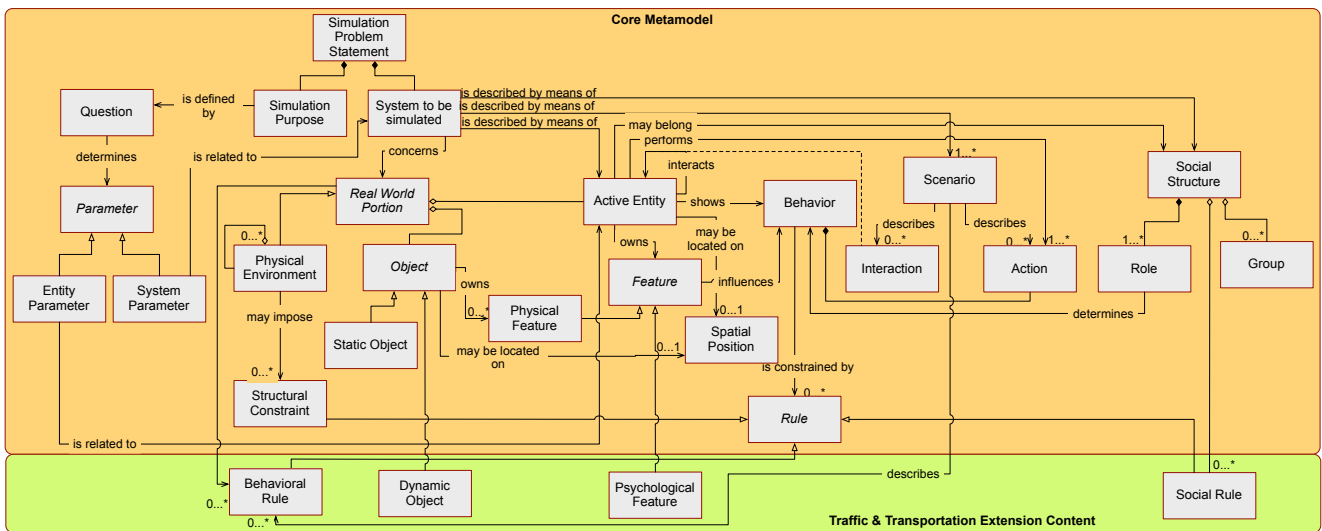 Core Metamodel
Simulation
Problem
Statement
Question
is defined
by
Simulation
Purpose
System to be
simulated
is described by means of
is described by means of
is described by means of
may belong
performs
determines
is related to
concerns
interacts
1...*
Scenario
Social
Structure
Parameter
Real World
Portion
Active Entity
shows
Behavior
describes
describes
0...*
Physical
Environment
Object
owns
owns
may be
located on
Feature
influences
0...*
Interaction
0...*
1...*
Action
1...*
Role
0...*
Group
Entity
Parameter
System
Parameter
may impose
0...*
Physical
Feature
0...1
Spatial
Position
determines
Static Object
may be located
on
0...1
is constrained by
0...*
Structural
Constraint
0...*
Rule
is related to
describes
0...*
Behavioral
Rule
0...*
0...*
Dynamic
Object
Psychological
Feature
Social Rule
Traffic & Transportation Extension Content